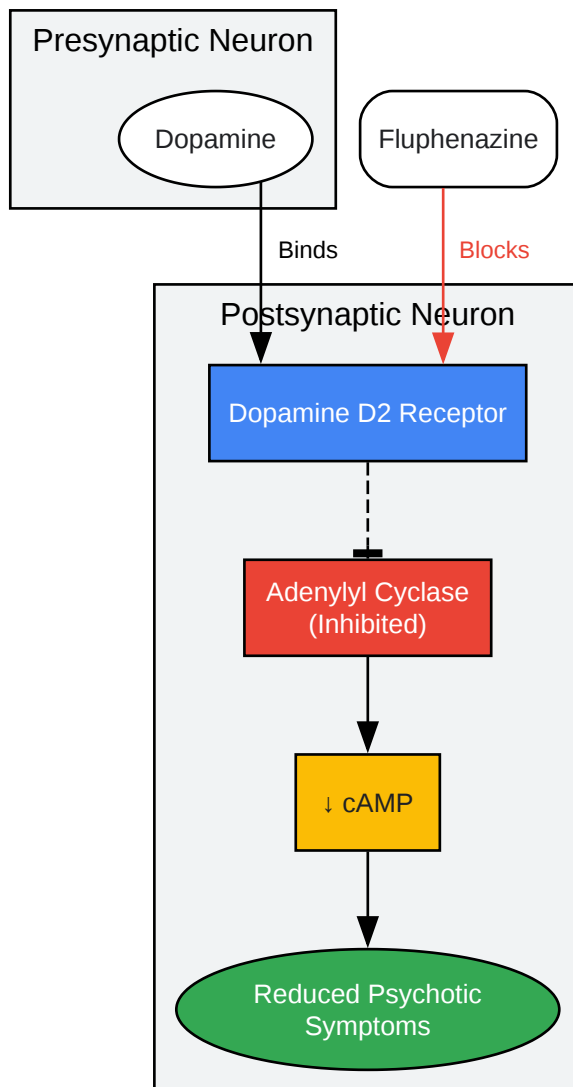 Presynaptic Neuron
Dopamine
Fluphenazine
Binds
Blocks
Postsynaptic Neuron
Dopamine D2 Receptor
Adenylyl Cyclase
(Inhibited)
↓ cAMP
Reduced Psychotic
Symptoms